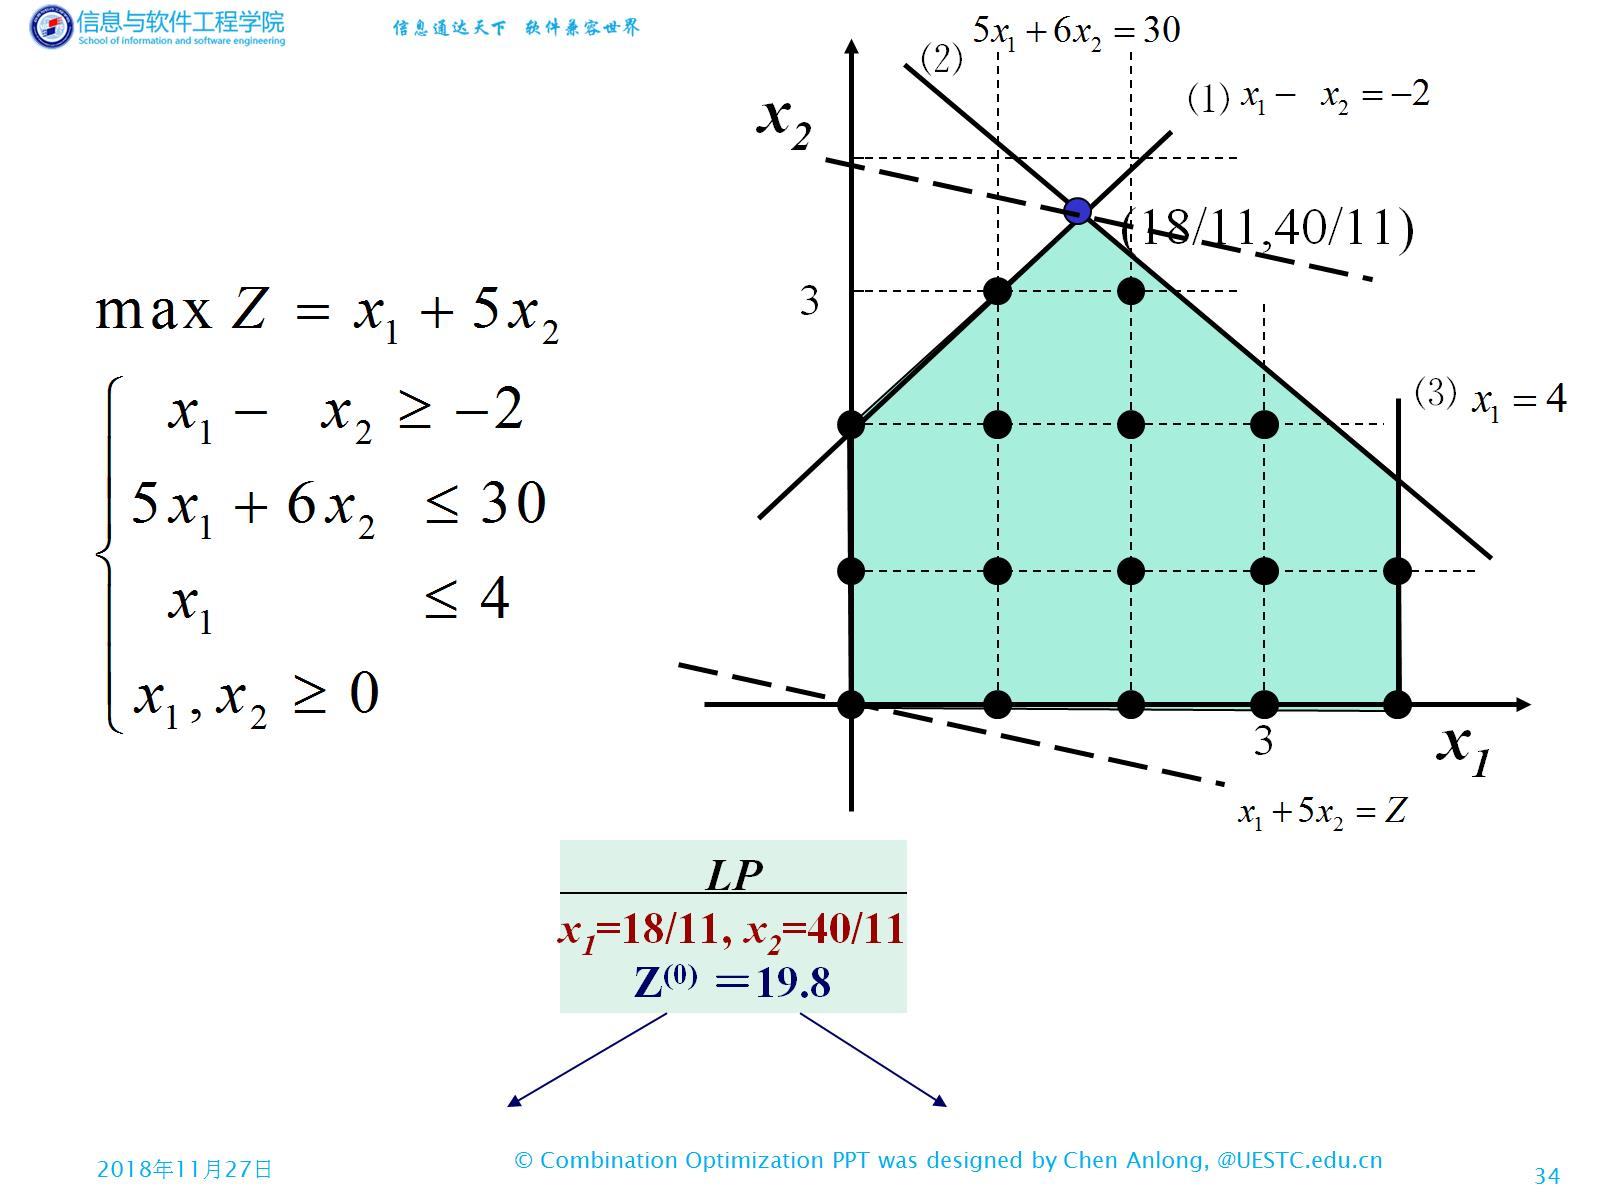 信息与软件工程学院
School of information and software engineering
信息通达天下 软件兼容世界
5x₁ + 6x₂ = 30
(2)
(1) x₁ − x₂ = −2
x₂
(18/11,40/11)
3
max Z = x₁ + 5x₂
x₁ − x₂ ≥ −2
5x₁ + 6x₂ ≤ 30
x₁ ≤ 4
x₁, x₂ ≥ 0
(3) x₁ = 4
3
x₁
x₁ + 5x₂ = Z
LP
x₁=18/11, x₂=40/11
Z⁽⁰⁾ =19.8
2018年11月27日
© Combination Optimization PPT was designed by Chen Anlong, @UESTC.edu.cn
34